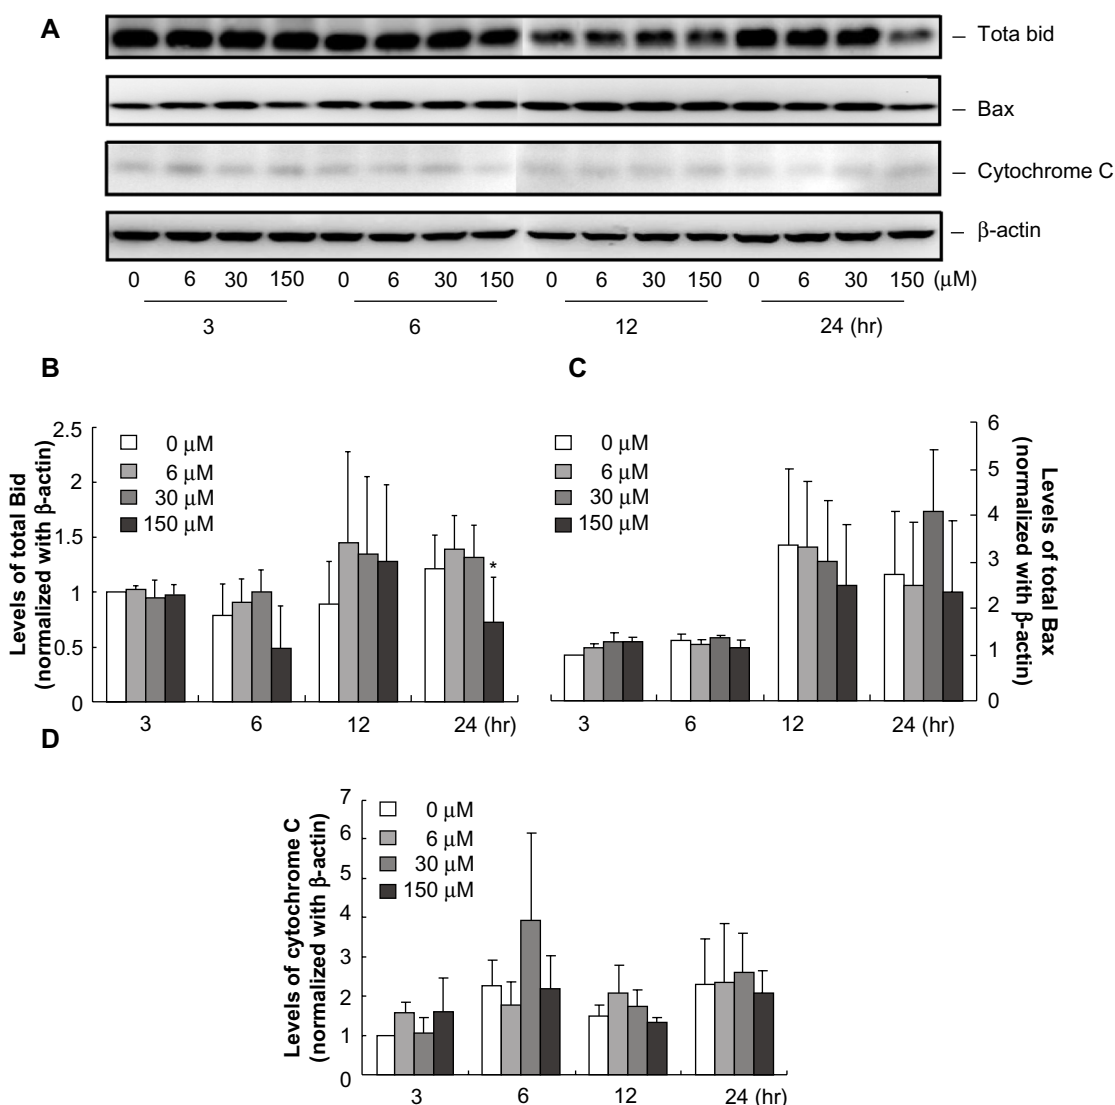 A
Tota bid
Bax
Cytochrome C
β-actin
0 6 30 150 0 6 30 150 0 6 30 150 0 6 30 150 (μM)
3 6 12 24 (hr)
B
Levels of total Bid
(normalized with β-actin)
2.5
2
1.5
1
0.5
0
0 μM
6 μM
30 μM
150 μM
*
3 6 12 24 (hr)
C
0 μM
6 μM
30 μM
150 μM
6
5
4
3
2
1
0
Levels of total Bax
(normalized with β-actin)
3 6 12 24 (hr)
D
Levels of cytochrome C
(normalized with β-actin)
7
6
5
4
3
2
1
0
0 μM
6 μM
30 μM
150 μM
3 6 12 24 (hr)